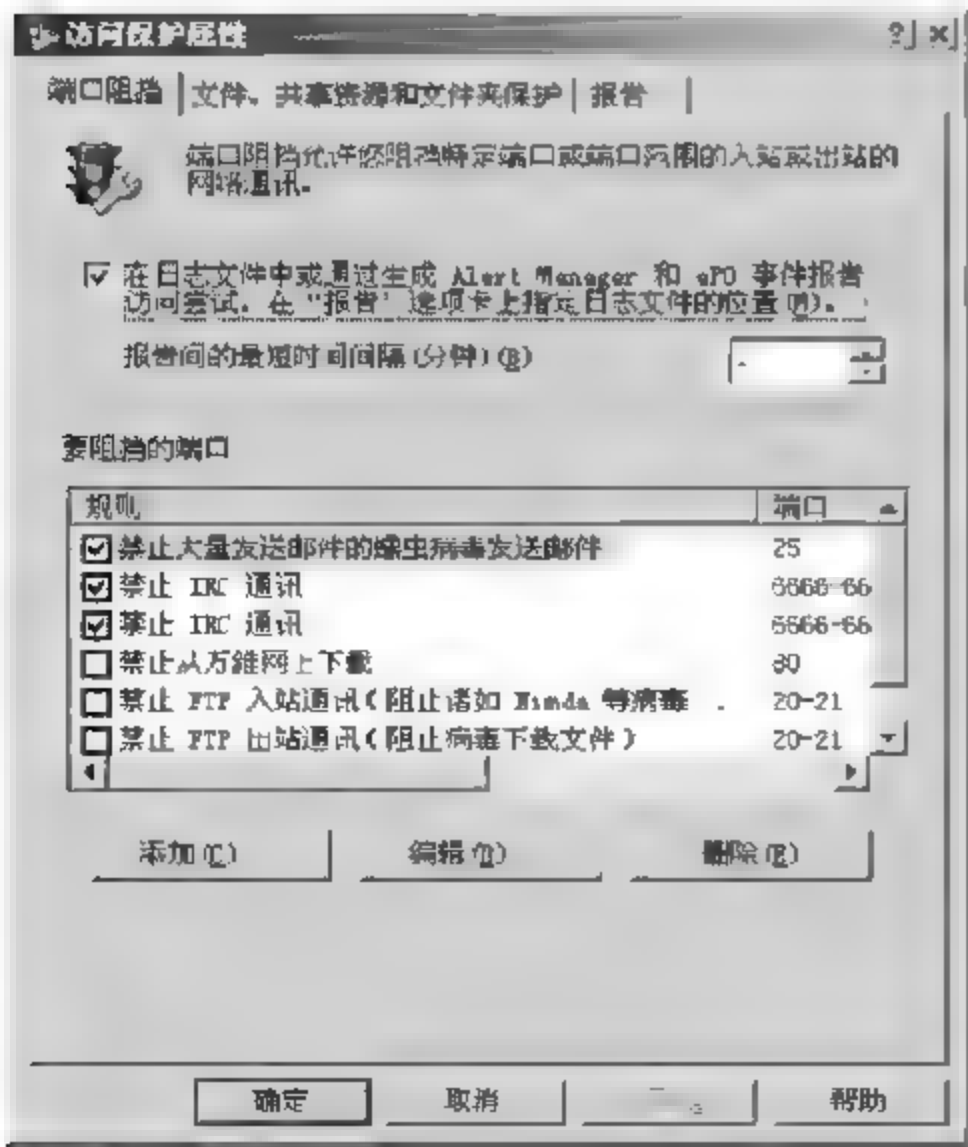 访问保护属性
端口阻挡 文件、共享资源和文件夹保护 报告
端口阻挡允许您阻挡特定端口或端口范围的入站或出站的
网络通讯。
在日志文件中或通过生成 Alert Manager 和 ePO 事件报告
访问尝试。在“报告”选项卡上指定日志文件的位置(M)。
报告间的最短时间间隔(分钟)(R)
要阻挡的端口
规则 端口
禁止大量发送邮件的蠕虫病毒发送邮件 25
禁止 IRC 通讯 6666-66
禁止 IRC 通讯 6666-66
禁止从万维网上下载 80
禁止 FTP 入站通讯(阻止诸如 Nimda 等病毒 20-21
禁止 FTP 出站通讯(阻止病毒下载文件) 20-21
添加 编辑 删除
确定 取消 帮助